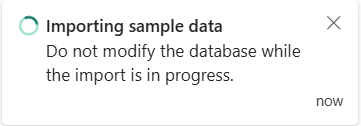 Importing sample data
Do not modify the database while
the import is in progress.
now